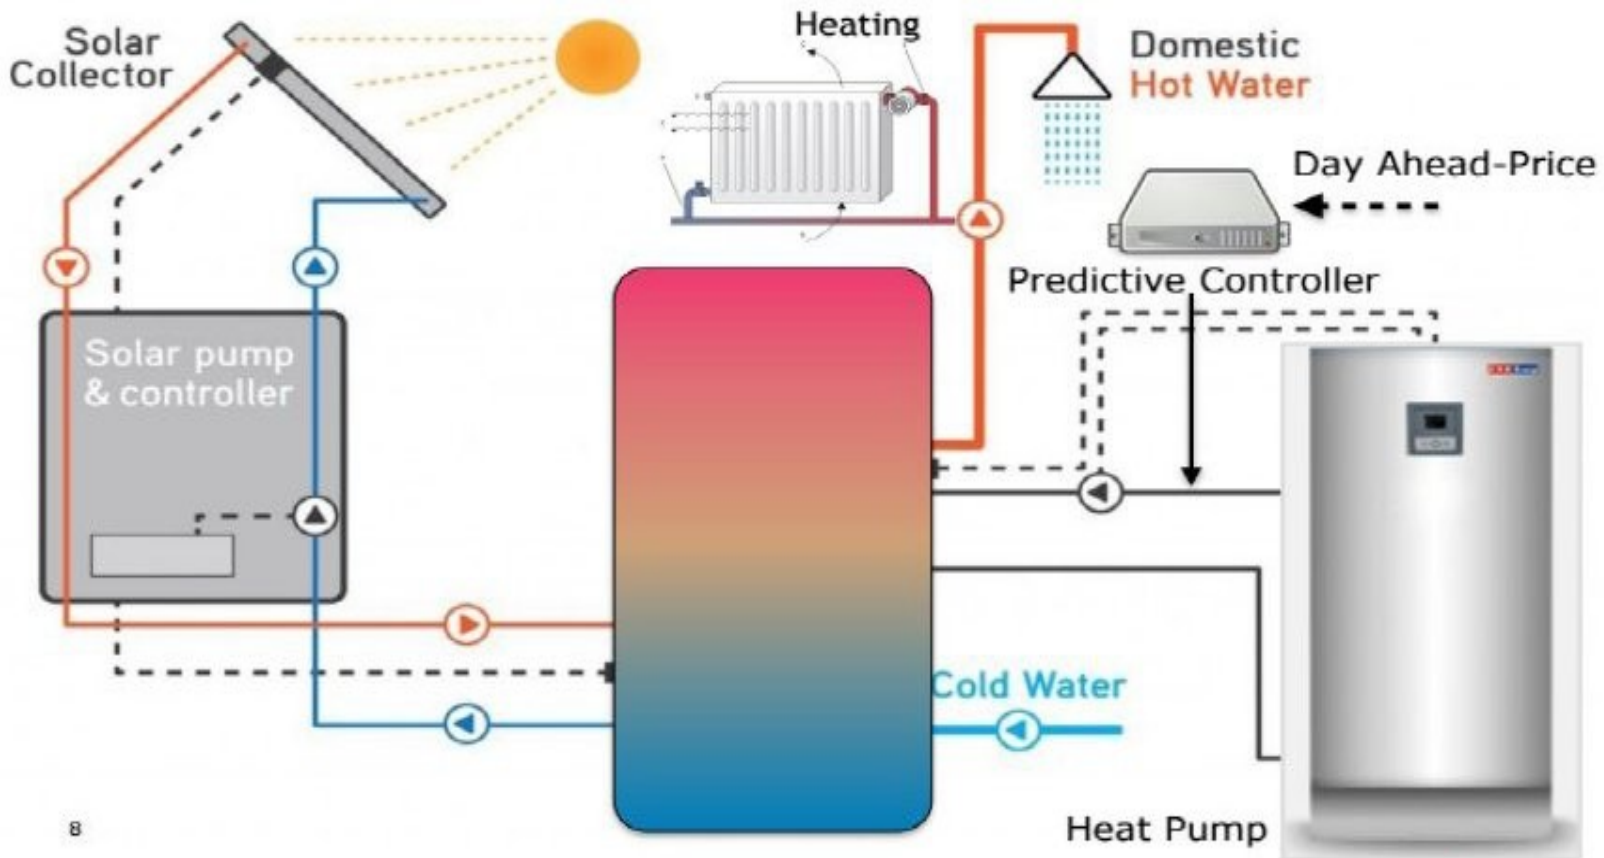 Solar
Collector
Heating
Domestic
Hot Water
Day Ahead-Price
Predictive Controller
Solar pump
& controller
Cold Water
Heat Pump
8